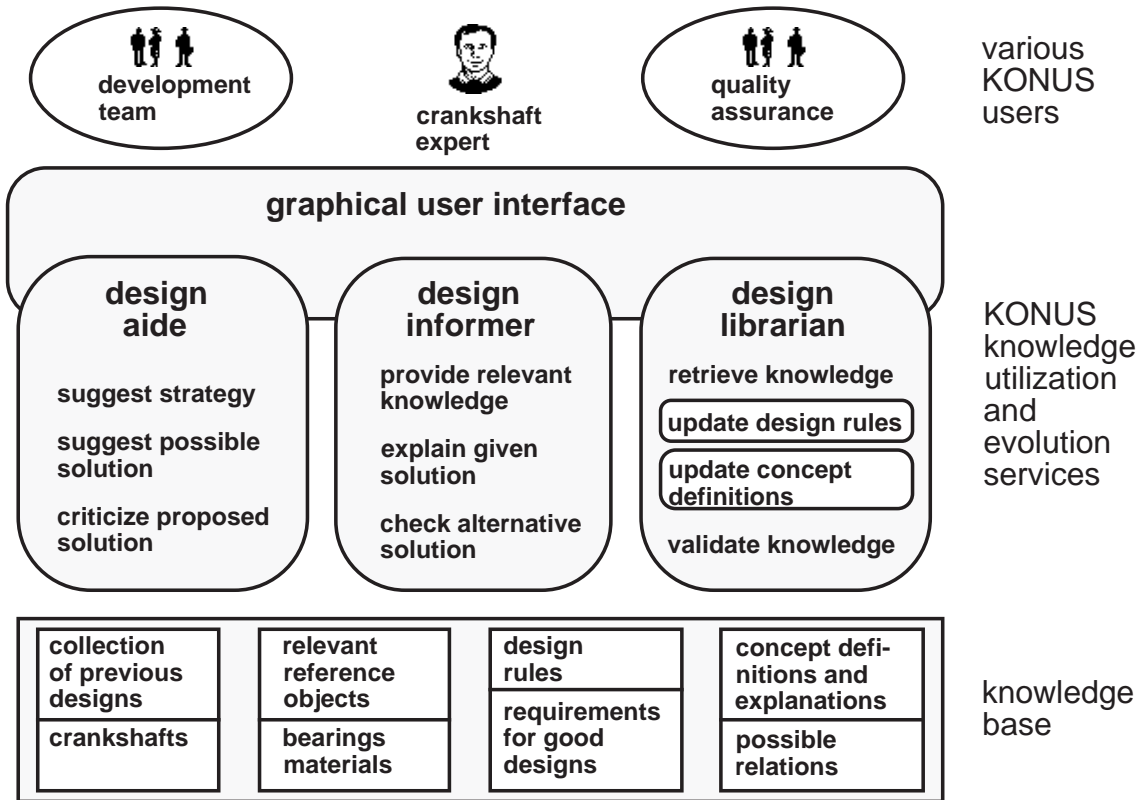 development
team
crankshaft
expert
quality
assurance
various
KONUS
users
graphical user interface
design
aide
suggest strategy
suggest possible
solution
criticize proposed
solution
design
informer
provide relevant
knowledge
explain given
solution
check alternative
solution
design
librarian
retrieve knowledge
update design rules
update concept
definitions
validate knowledge
KONUS
knowledge
utilization
and
evolution
services
collection
of previous
designs
crankshafts
relevant
reference
objects
bearings
materials
design
rules
requirements
for good
designs
concept defi-
nitions and
explanations
possible
relations
knowledge
base